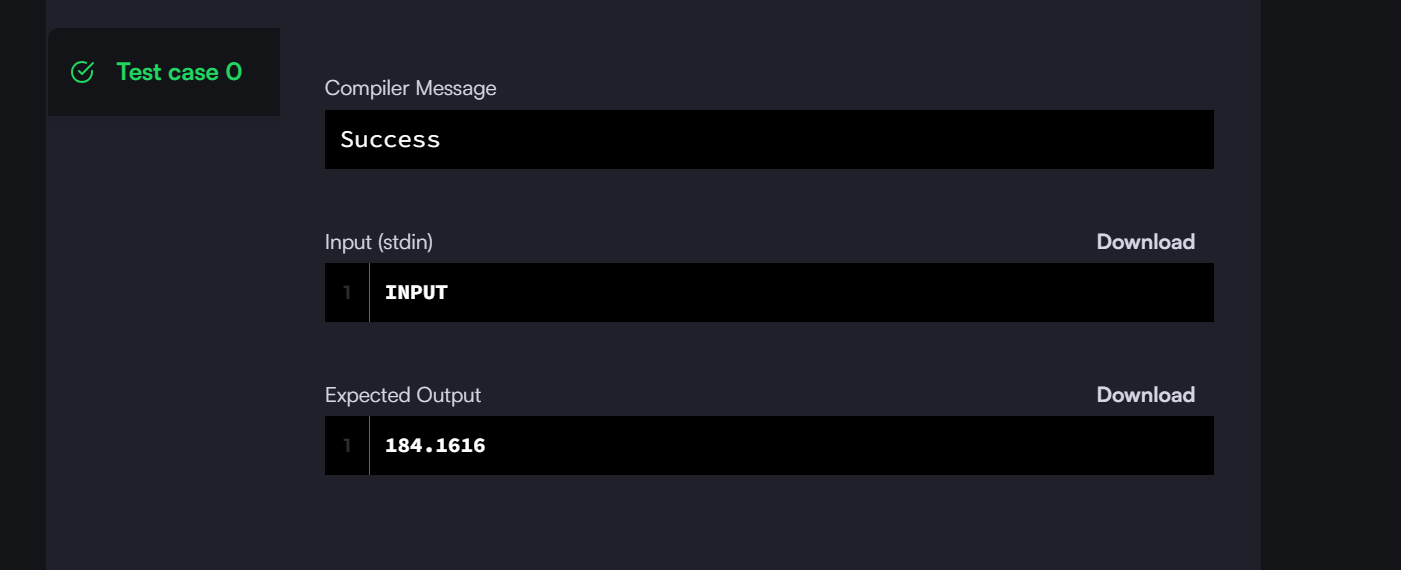 Test case 0
Compiler Message
Success
Input (stdin) Download
1 INPUT
Expected Output Download
1 184.1616